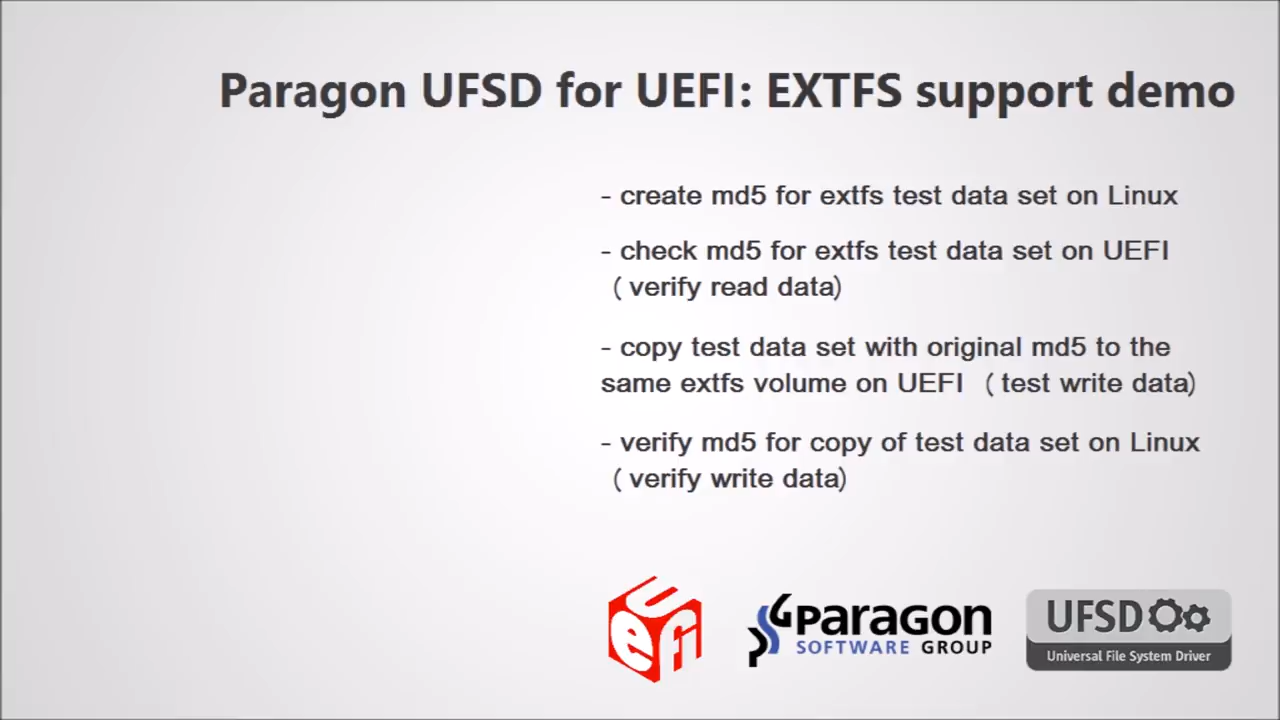 Paragon UFSD for UEFI: EXTFS support demo
- create md5 for extfs test data set on Linux
- check md5 for extfs test data set on UEFI
( verify read data)
- copy test data set with original md5 to the
same extfs volume on UEFI ( test write data)
- verify md5 for copy of test data set on Linux
( verify write data)
UEFI
PARAGON
SOFTWARE GROUP
UFSD
Universal File System Driver